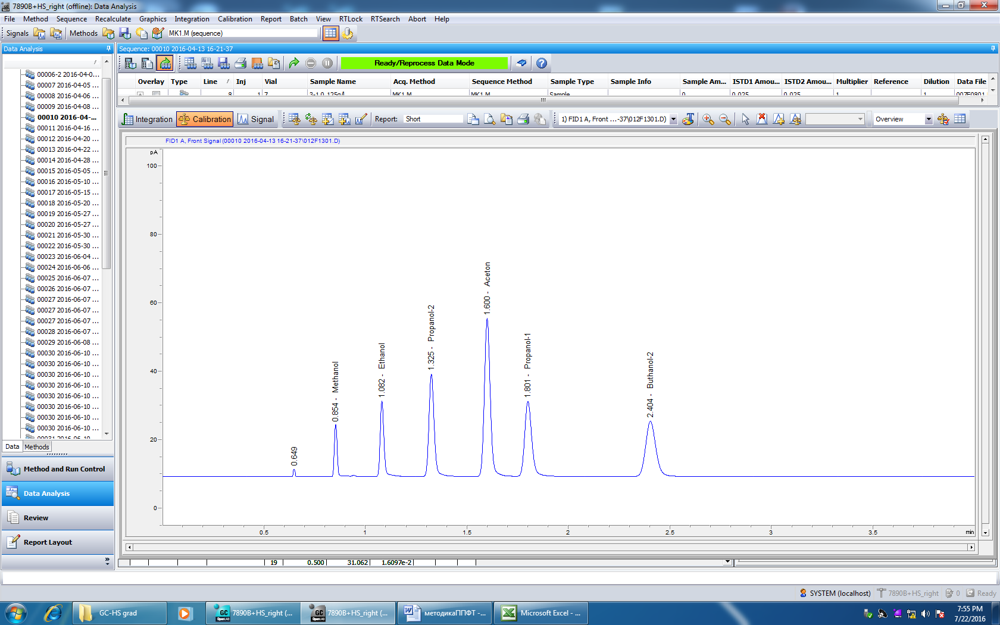 7890B+HS_right (offline): Data Analysis
File Method Sequence Recalculate Graphics Integration Calibration Report Batch View RTLock RTSearch Abort Help
Signals Methods MK1.M (sequence)
Data Analysis
Sequence: 00010 2016-04-13 16-21-37
Ready/Reprocess Data Mode
Overlay Type Line / Inj Vial Sample Name Acq. Method Sequence Method Sample Type Sample Info Sample Am... ISTD1 Amou... ISTD2 Amou... Multiplier Reference Dilution Data File
8 1 7 3-1 0.125g/l MK1.M MK1.M Sample 0 0.025 0.025 1 1 007F0801
Integration Calibration Signal Report: Short 1) FID1 A, Front ...-37\012F1301.D) Overview
00006-2 2016-04-0...
00007 2016-04-05 ...
00008 2016-04-06 ...
00009 2016-04-08 ...
00010 2016-04-...
00011 2016-04-16 ...
00012 2016-04-20 ...
00013 2016-04-22 ...
00014 2016-04-28 ...
00015 2016-05-05 ...
00016 2016-05-10 ...
00017 2016-05-15 ...
00018 2016-05-20 ...
00019 2016-05-27 ...
00020 2016-05-27 ...
00021 2016-05-30 ...
00022 2016-05-30 ...
00023 2016-06-04 ...
00024 2016-06-06 ...
00025 2016-06-07 ...
00026 2016-06-07 ...
00027 2016-06-07 ...
00027 2016-06-07 ...
00027 2016-06-07 ...
00028 2016-06-07 ...
00029 2016-06-08 ...
00030 2016-06-10 ...
00030 2016-06-10 ...
00030 2016-06-10 ...
00030 2016-06-10 ...
00030 2016-06-10 ...
00030 2016-06-10 ...
00030 2016-06-10 ...
00030 2016-06-10 ...
00031 2016-06-10
Data Methods
Method and Run Control
Data Analysis
Review
Report Layout
FID1 A, Front Signal (00010 2016-04-13 16-21-37\012F1301.D)
pA
100
80
60
40
20
0
0.649
0.854 - Methanol
1.082 - Ethanol
1.325 - Propanol-2
1.600 - Aceton
1.801 - Propanol-1
2.404 - Buthanol-2
0.5 1 1.5 2 2.5 3 3.5 min
19 0.500 31.062 1.6097e-2
SYSTEM (localhost) 7890B+HS_right 0 Ready
GC-HS grad
GC OpenLAB 7890B+HS_right (...
GC OpenLAB 7890B+HS_right (...
методикаППФТ -...
Microsoft Excel - ...
7:55 PM
7/22/2016